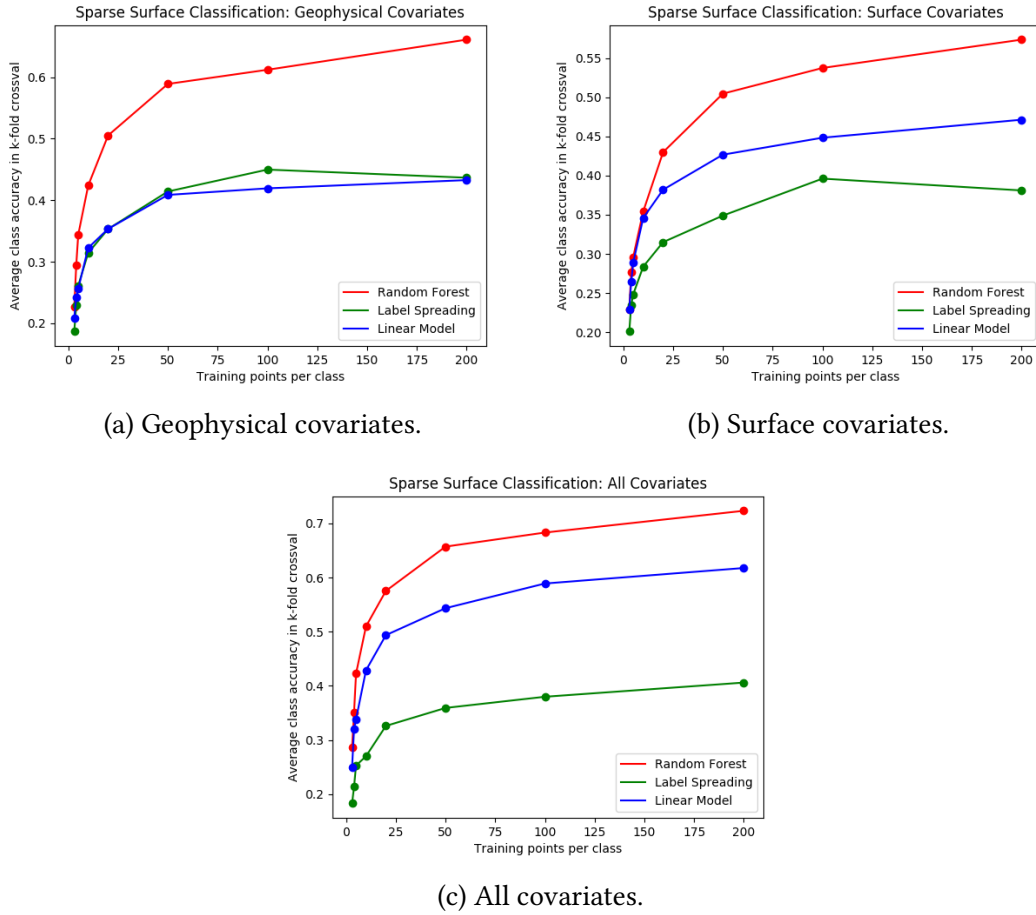 Sparse Surface Classification: Geophysical Covariates
Average class accuracy in k-fold crossval
0.6
0.5
0.4
0.3
0.2
Random Forest
Label Spreading
Linear Model
0 25 50 75 100 125 150 175 200
Training points per class
(a) Geophysical covariates.
Sparse Surface Classification: Surface Covariates
Average class accuracy in k-fold crossval
0.55
0.50
0.45
0.40
0.35
0.30
0.25
0.20
Random Forest
Label Spreading
Linear Model
0 25 50 75 100 125 150 175 200
Training points per class
(b) Surface covariates.
Sparse Surface Classification: All Covariates
Average class accuracy in k-fold crossval
0.7
0.6
0.5
0.4
0.3
0.2
Random Forest
Label Spreading
Linear Model
0 25 50 75 100 125 150 175 200
Training points per class
(c) All covariates.